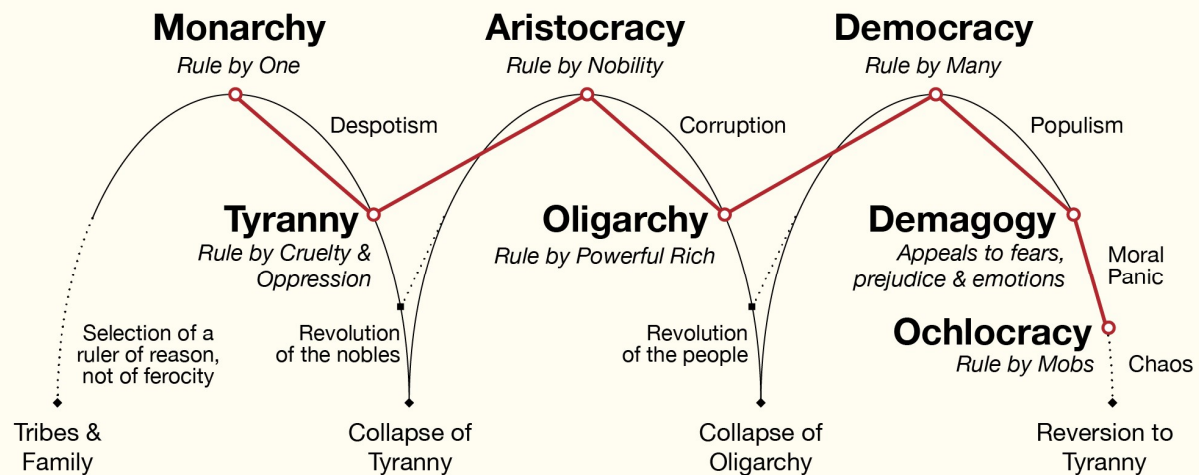 Monarchy
Rule by One
Aristocracy
Rule by Nobility
Democracy
Rule by Many
Despotism
Corruption
Populism
Tyranny
Rule by Cruelty &
Oppression
Oligarchy
Rule by Powerful Rich
Demagogy
Appeals to fears,
prejudice & emotions
Moral
Panic
Selection of a
ruler of reason,
not of ferocity
Revolution
of the nobles
Revolution
of the people
Ochlocracy
Rule by Mobs
Chaos
Tribes &
Family
Collapse of
Tyranny
Collapse of
Oligarchy
Reversion to
Tyranny